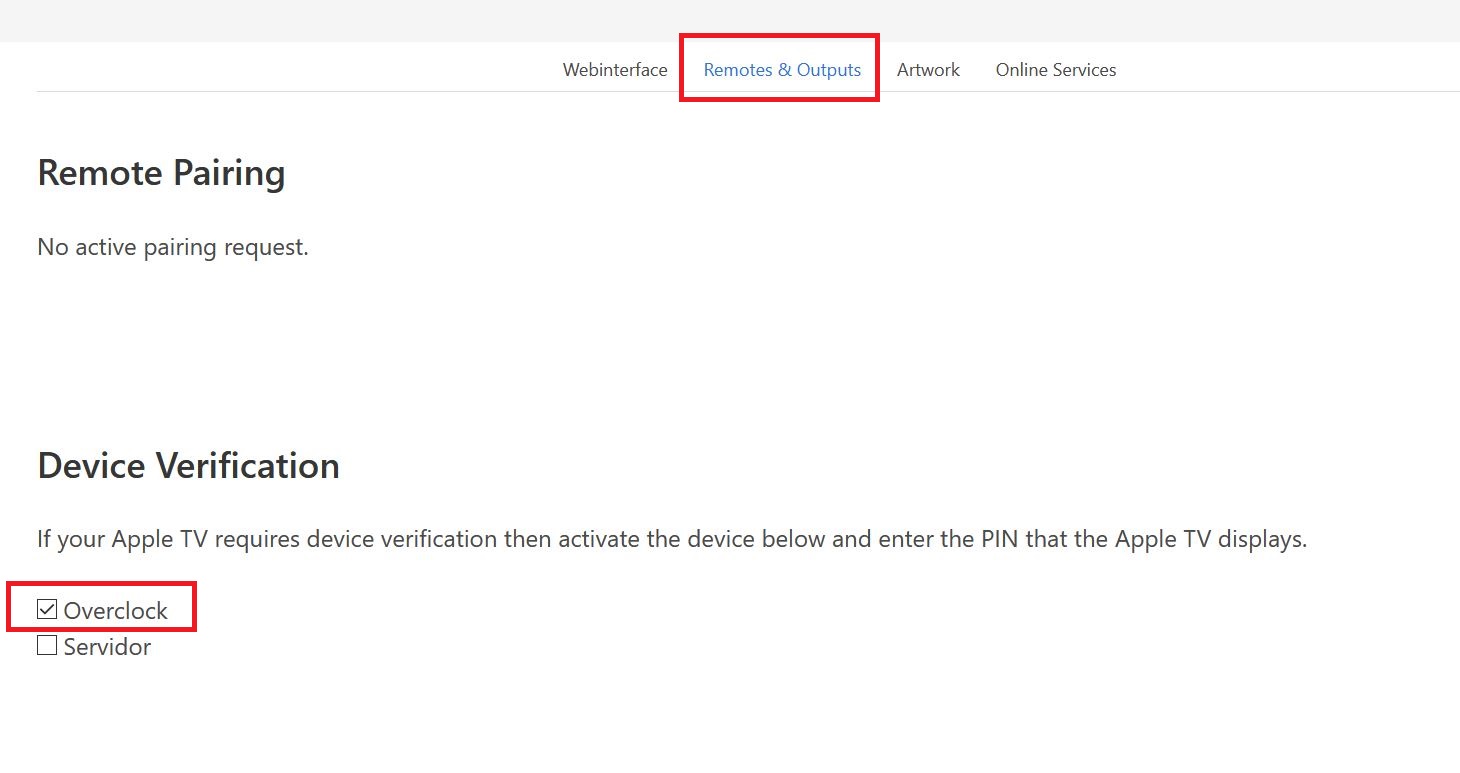 Webinterface Remotes & Outputs Artwork Online Services
Remote Pairing
No active pairing request.
Device Verification
If your Apple TV requires device verification then activate the device below and enter the PIN that the Apple TV displays.
Overclock
Servidor